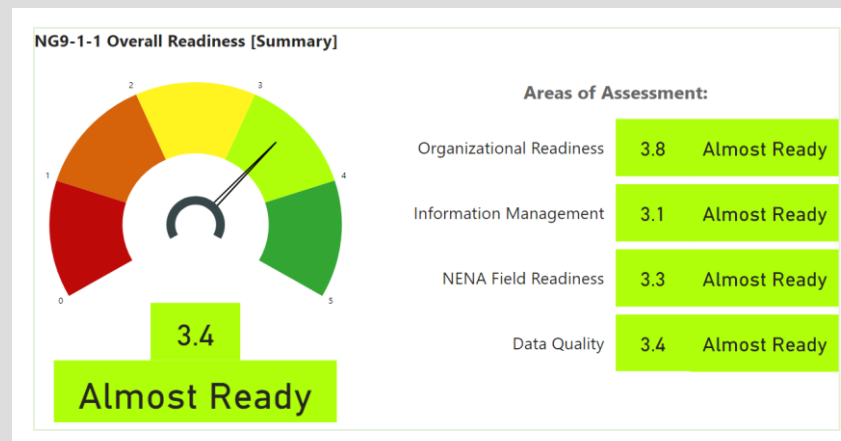 NG9-1-1 Overall Readiness [Summary]
2
3
1
4
0
5
3.4
Almost Ready
Areas of Assessment:
Organizational Readiness 3.8 Almost Ready
Information Management 3.1 Almost Ready
NENA Field Readiness 3.3 Almost Ready
Data Quality 3.4 Almost Ready